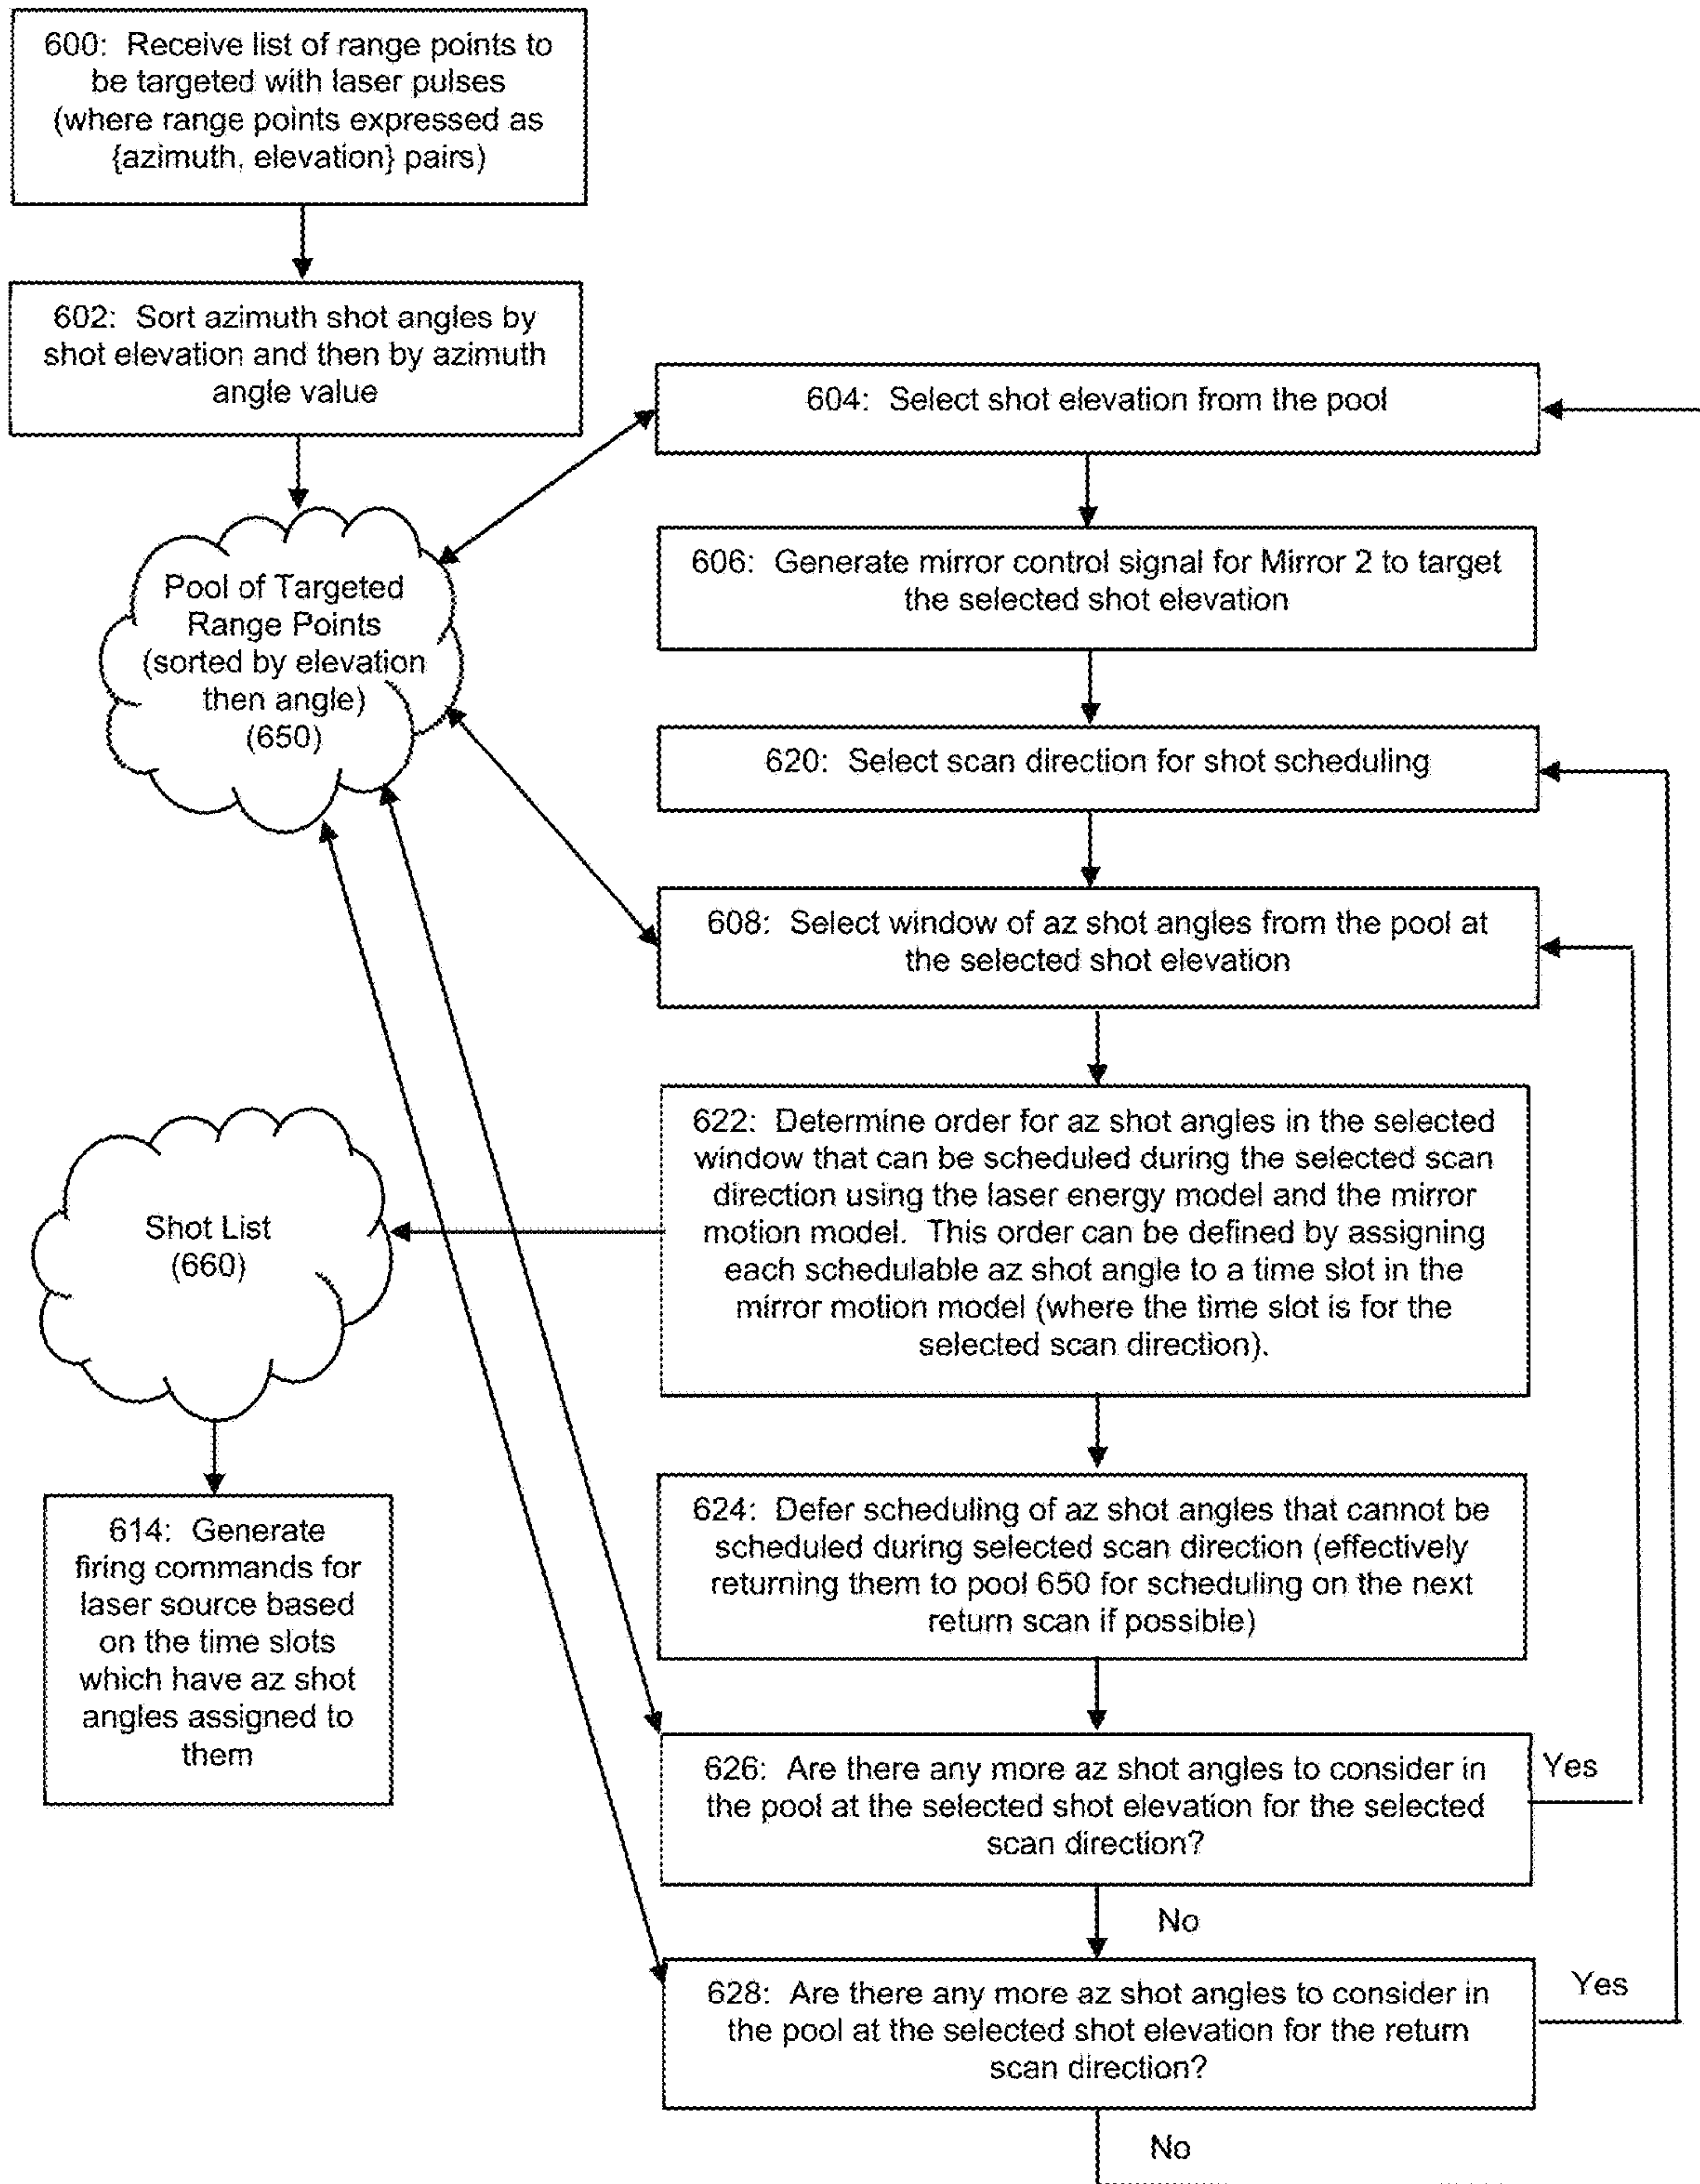 600: Receive list of range points to
be targeted with laser pulses
(where range points expressed as
{azimuth, elevation} pairs)
602: Sort azimuth shot angles by
shot elevation and then by azimuth
angle value
604: Select shot elevation from the pool
606: Generate mirror control signal for Mirror 2 to target
the selected shot elevation
Pool of Targeted
Range Points
(sorted by elevation
then angle)
(650)
620: Select scan direction for shot scheduling
608: Select window of az shot angles from the pool at
the selected shot elevation
622: Determine order for az shot angles in the selected
window that can be scheduled during the selected scan
direction using the laser energy model and the mirror
motion model. This order can be defined by assigning
each schedulable az shot angle to a time slot in the
mirror motion model (where the time slot is for the
selected scan direction).
Shot List
(660)
614: Generate
firing commands for
laser source based
on the time slots
which have az shot
angles assigned to
them
624: Defer scheduling of az shot angles that cannot be
scheduled during selected scan direction (effectively
returning them to pool 650 for scheduling on the next
return scan if possible)
626: Are there any more az shot angles to consider in
the pool at the selected shot elevation for the selected
scan direction?
Yes
No
628: Are there any more az shot angles to consider in
the pool at the selected shot elevation for the return
scan direction?
Yes
No